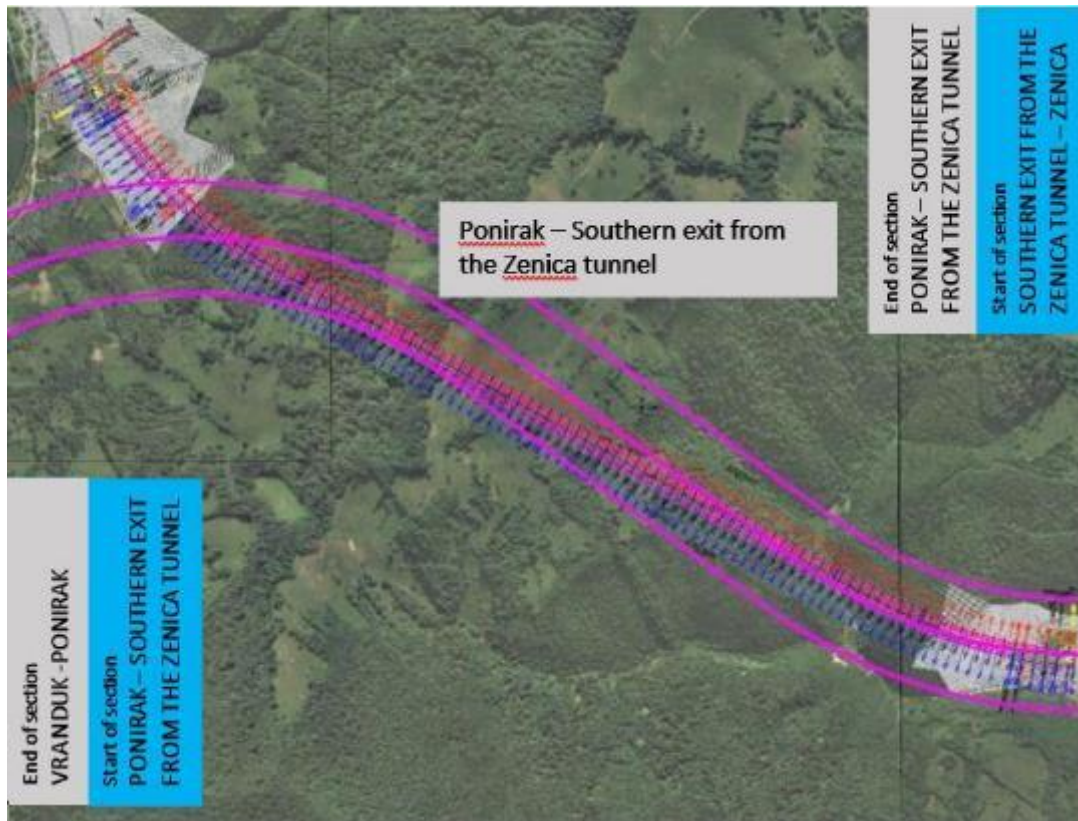 Ponirak – Southern exit from
the Zenica tunnel
End of section
PONIRAK – SOUTHERN EXIT
FROM THE ZENICA TUNNEL
Start of section
SOUTHERN EXIT FROM THE
ZENICA TUNNEL – ZENICA
End of section
VRANDUK -PONIRAK
Start of section
PONIRAK – SOUTHERN EXIT
FROM THE ZENICA TUNNEL